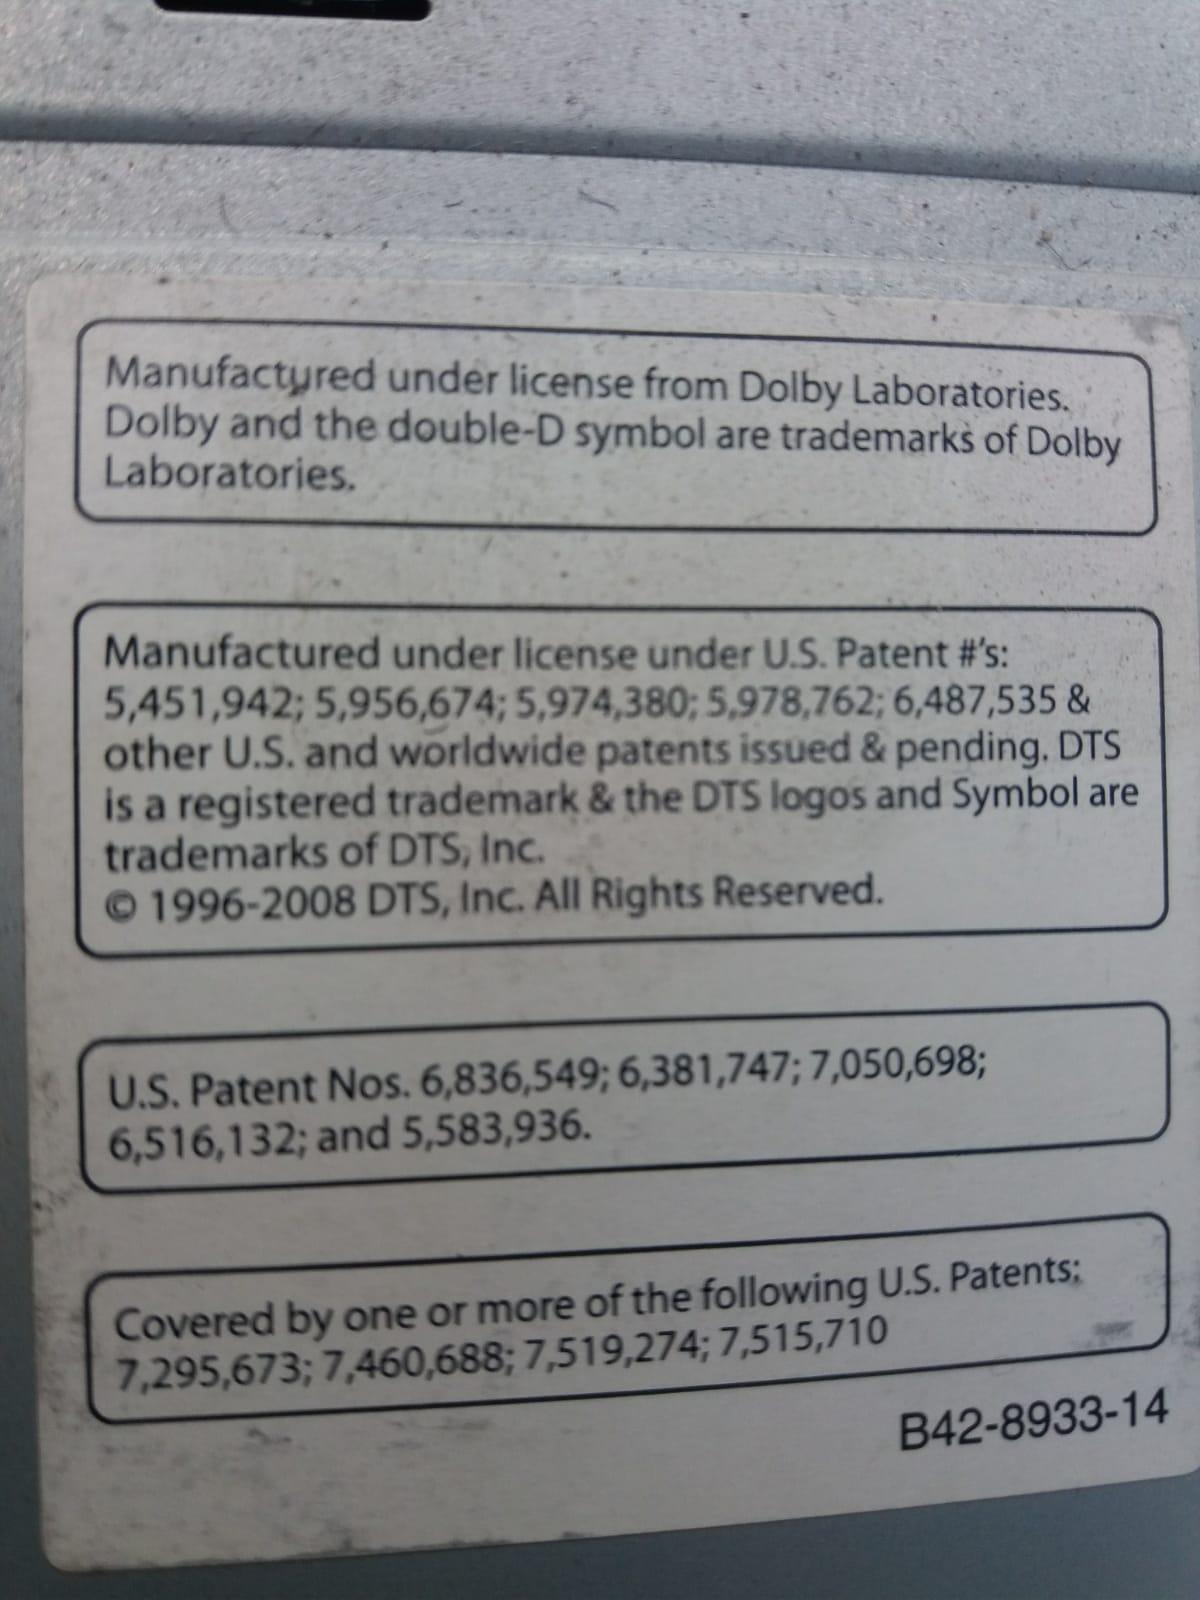 Manufactured under license from Dolby Laboratories.
Dolby and the double-D symbol are trademarks of Dolby
Laboratories.
Manufactured under license under U.S. Patent #'s:
5,451,942; 5,956,674; 5,974,380; 5,978,762; 6,487,535 &
other U.S. and worldwide patents issued & pending. DTS
is a registered trademark & the DTS logos and Symbol are
trademarks of DTS, Inc.
© 1996-2008 DTS, Inc. All Rights Reserved.
U.S. Patent Nos. 6,836,549; 6,381,747; 7,050,698;
6,516,132; and 5,583,936.
Covered by one or more of the following U.S. Patents:
7,295,673; 7,460,688; 7,519,274; 7,515,710
B42-8933-14